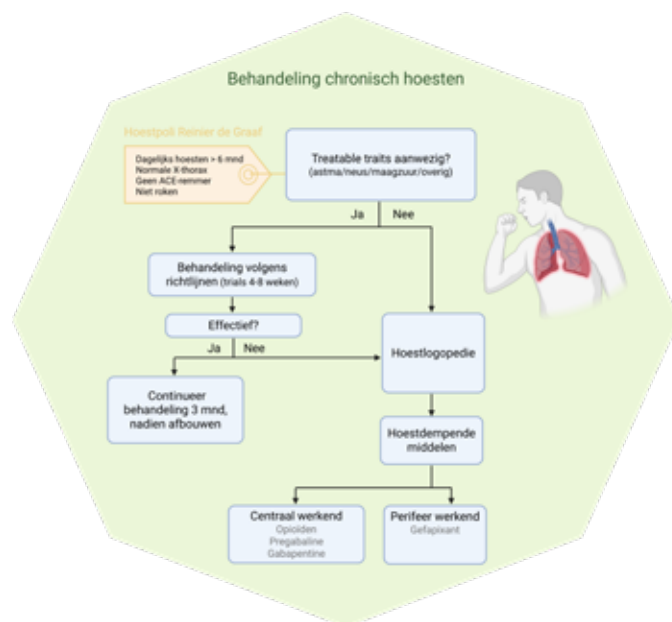 Behandeling chronisch hoesten
Hoestpoli Reinier de Graaf
Dagelijks hoesten > 6 mnd
Normale X-thorax
Geen ACE-remmer
Niet roken
Treatable traits aanwezig?
(astma/neus/maagzuur/overig)
Ja Nee
Behandeling volgens
richtlijnen (trials 4-8 weken)
Effectief?
Ja Nee
Hoestlogopedie
Continueer
behandeling 3 mnd,
nadien afbouwen
Hoestdempende
middelen
Centraal werkend
Opioïden
Pregabaline
Gabapentine
Perifeer werkend
Gefapixant